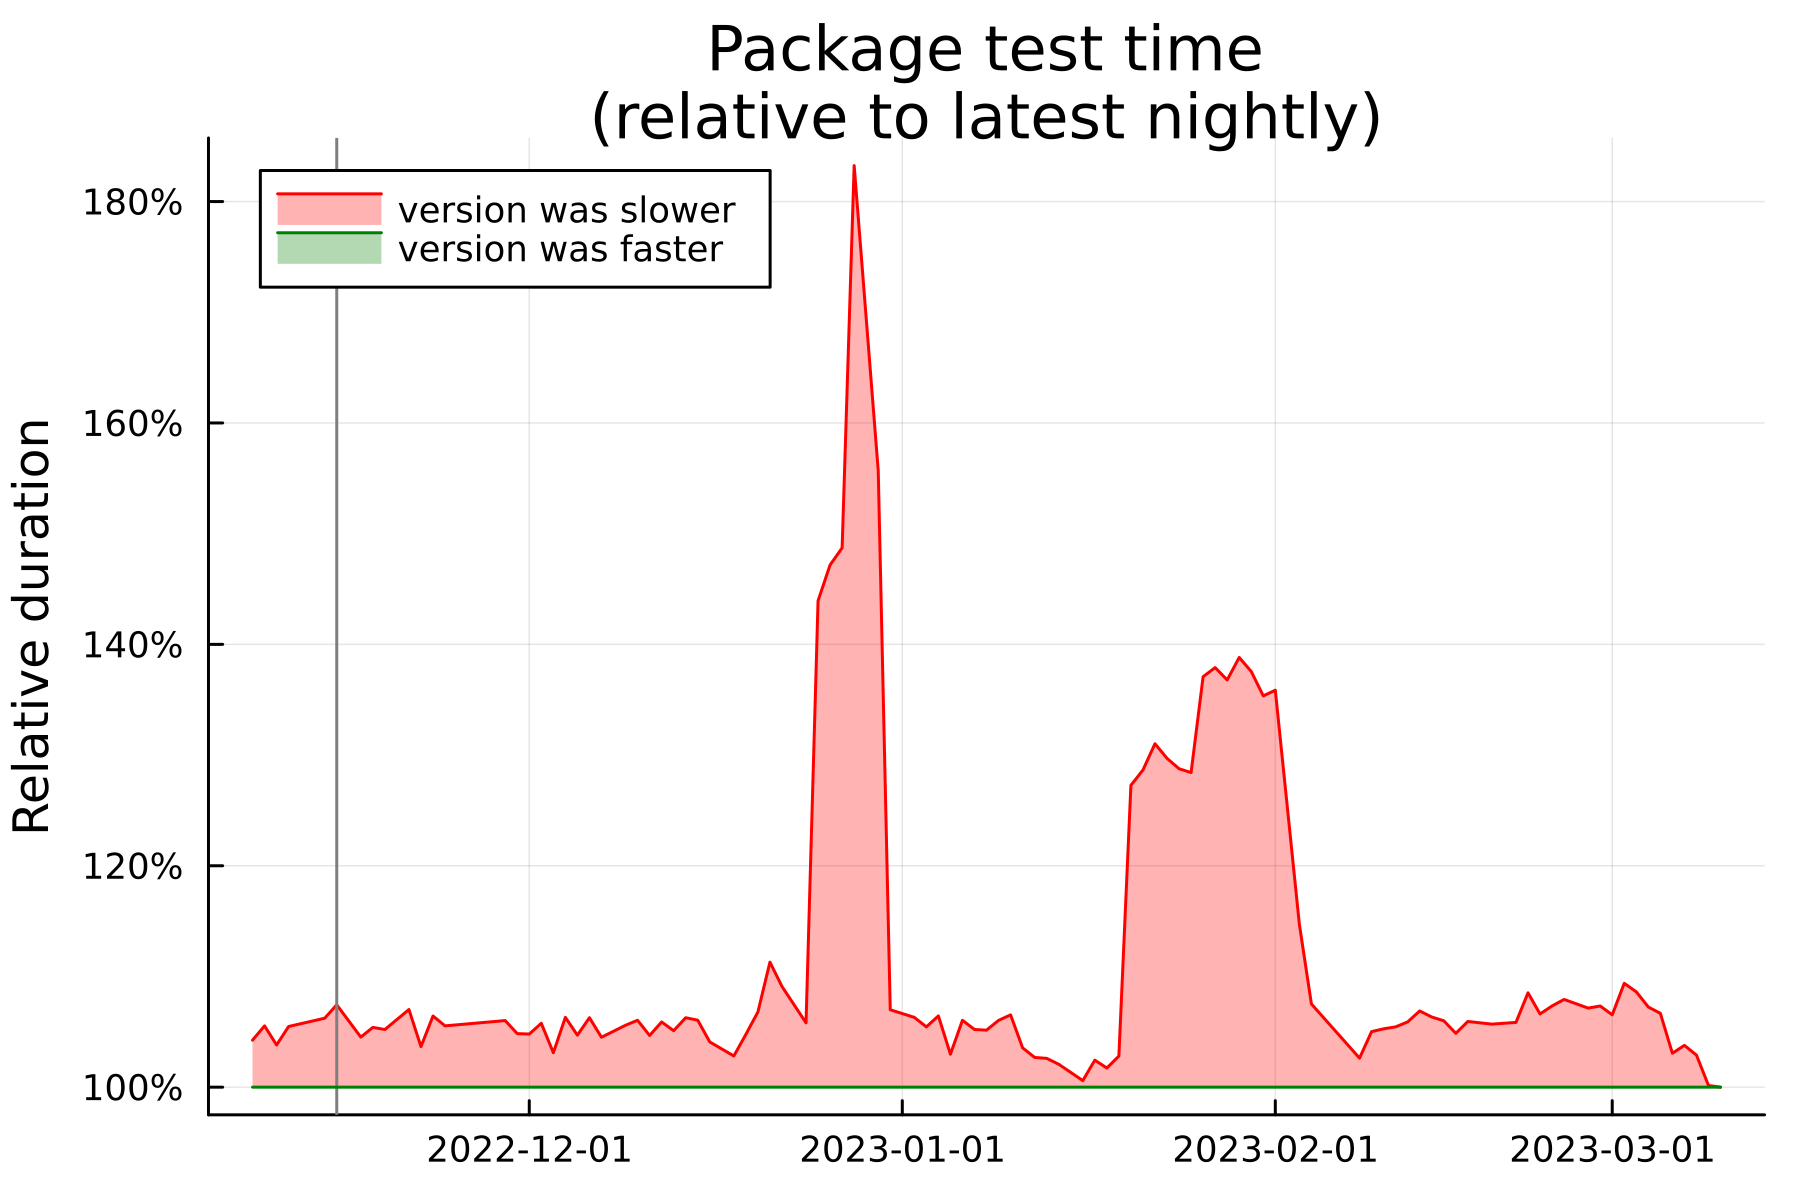 Package test time
(relative to latest nightly)
version was slower
version was faster
Relative duration
180%
160%
140%
120%
100%
2022-12-01
2023-01-01
2023-02-01
2023-03-01